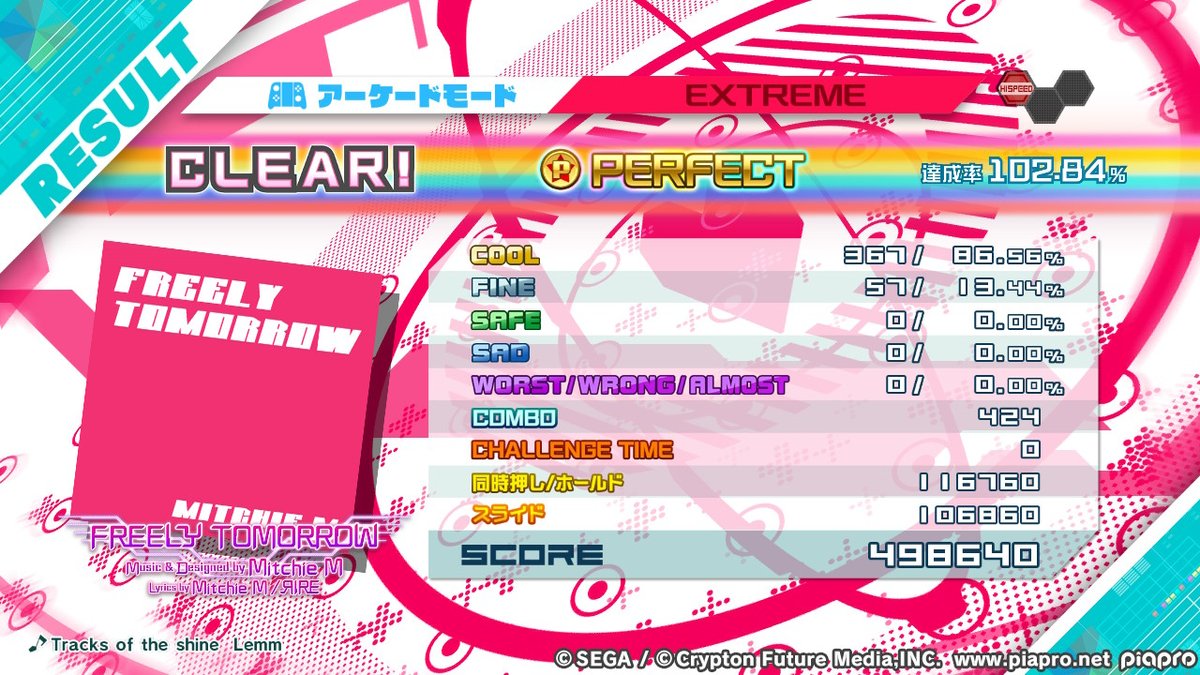 RESULT
アーケードモード EXTREME HISPEED
CLEAR! P PERFECT 達成率 102.84%
FREELY
TOMORROW
MITCHIE M
COOL 367/ 86.56%
FINE 57/ 13.44%
SAFE 0/ 0.00%
SAD 0/ 0.00%
WORST/WRONG/ALMOST 0/ 0.00%
COMBO 424
CHALLENGE TIME 0
同時押し/ホールド 116760
スライド 106860
SCORE 498640
FREELY TOMORROW
Music & Designed by Mitchie M
Lyrics by Mitchie M/ЯIRE
♪Tracks of the shine Lemm
© SEGA / © Crypton Future Media,INC. www.piapro.net piapro